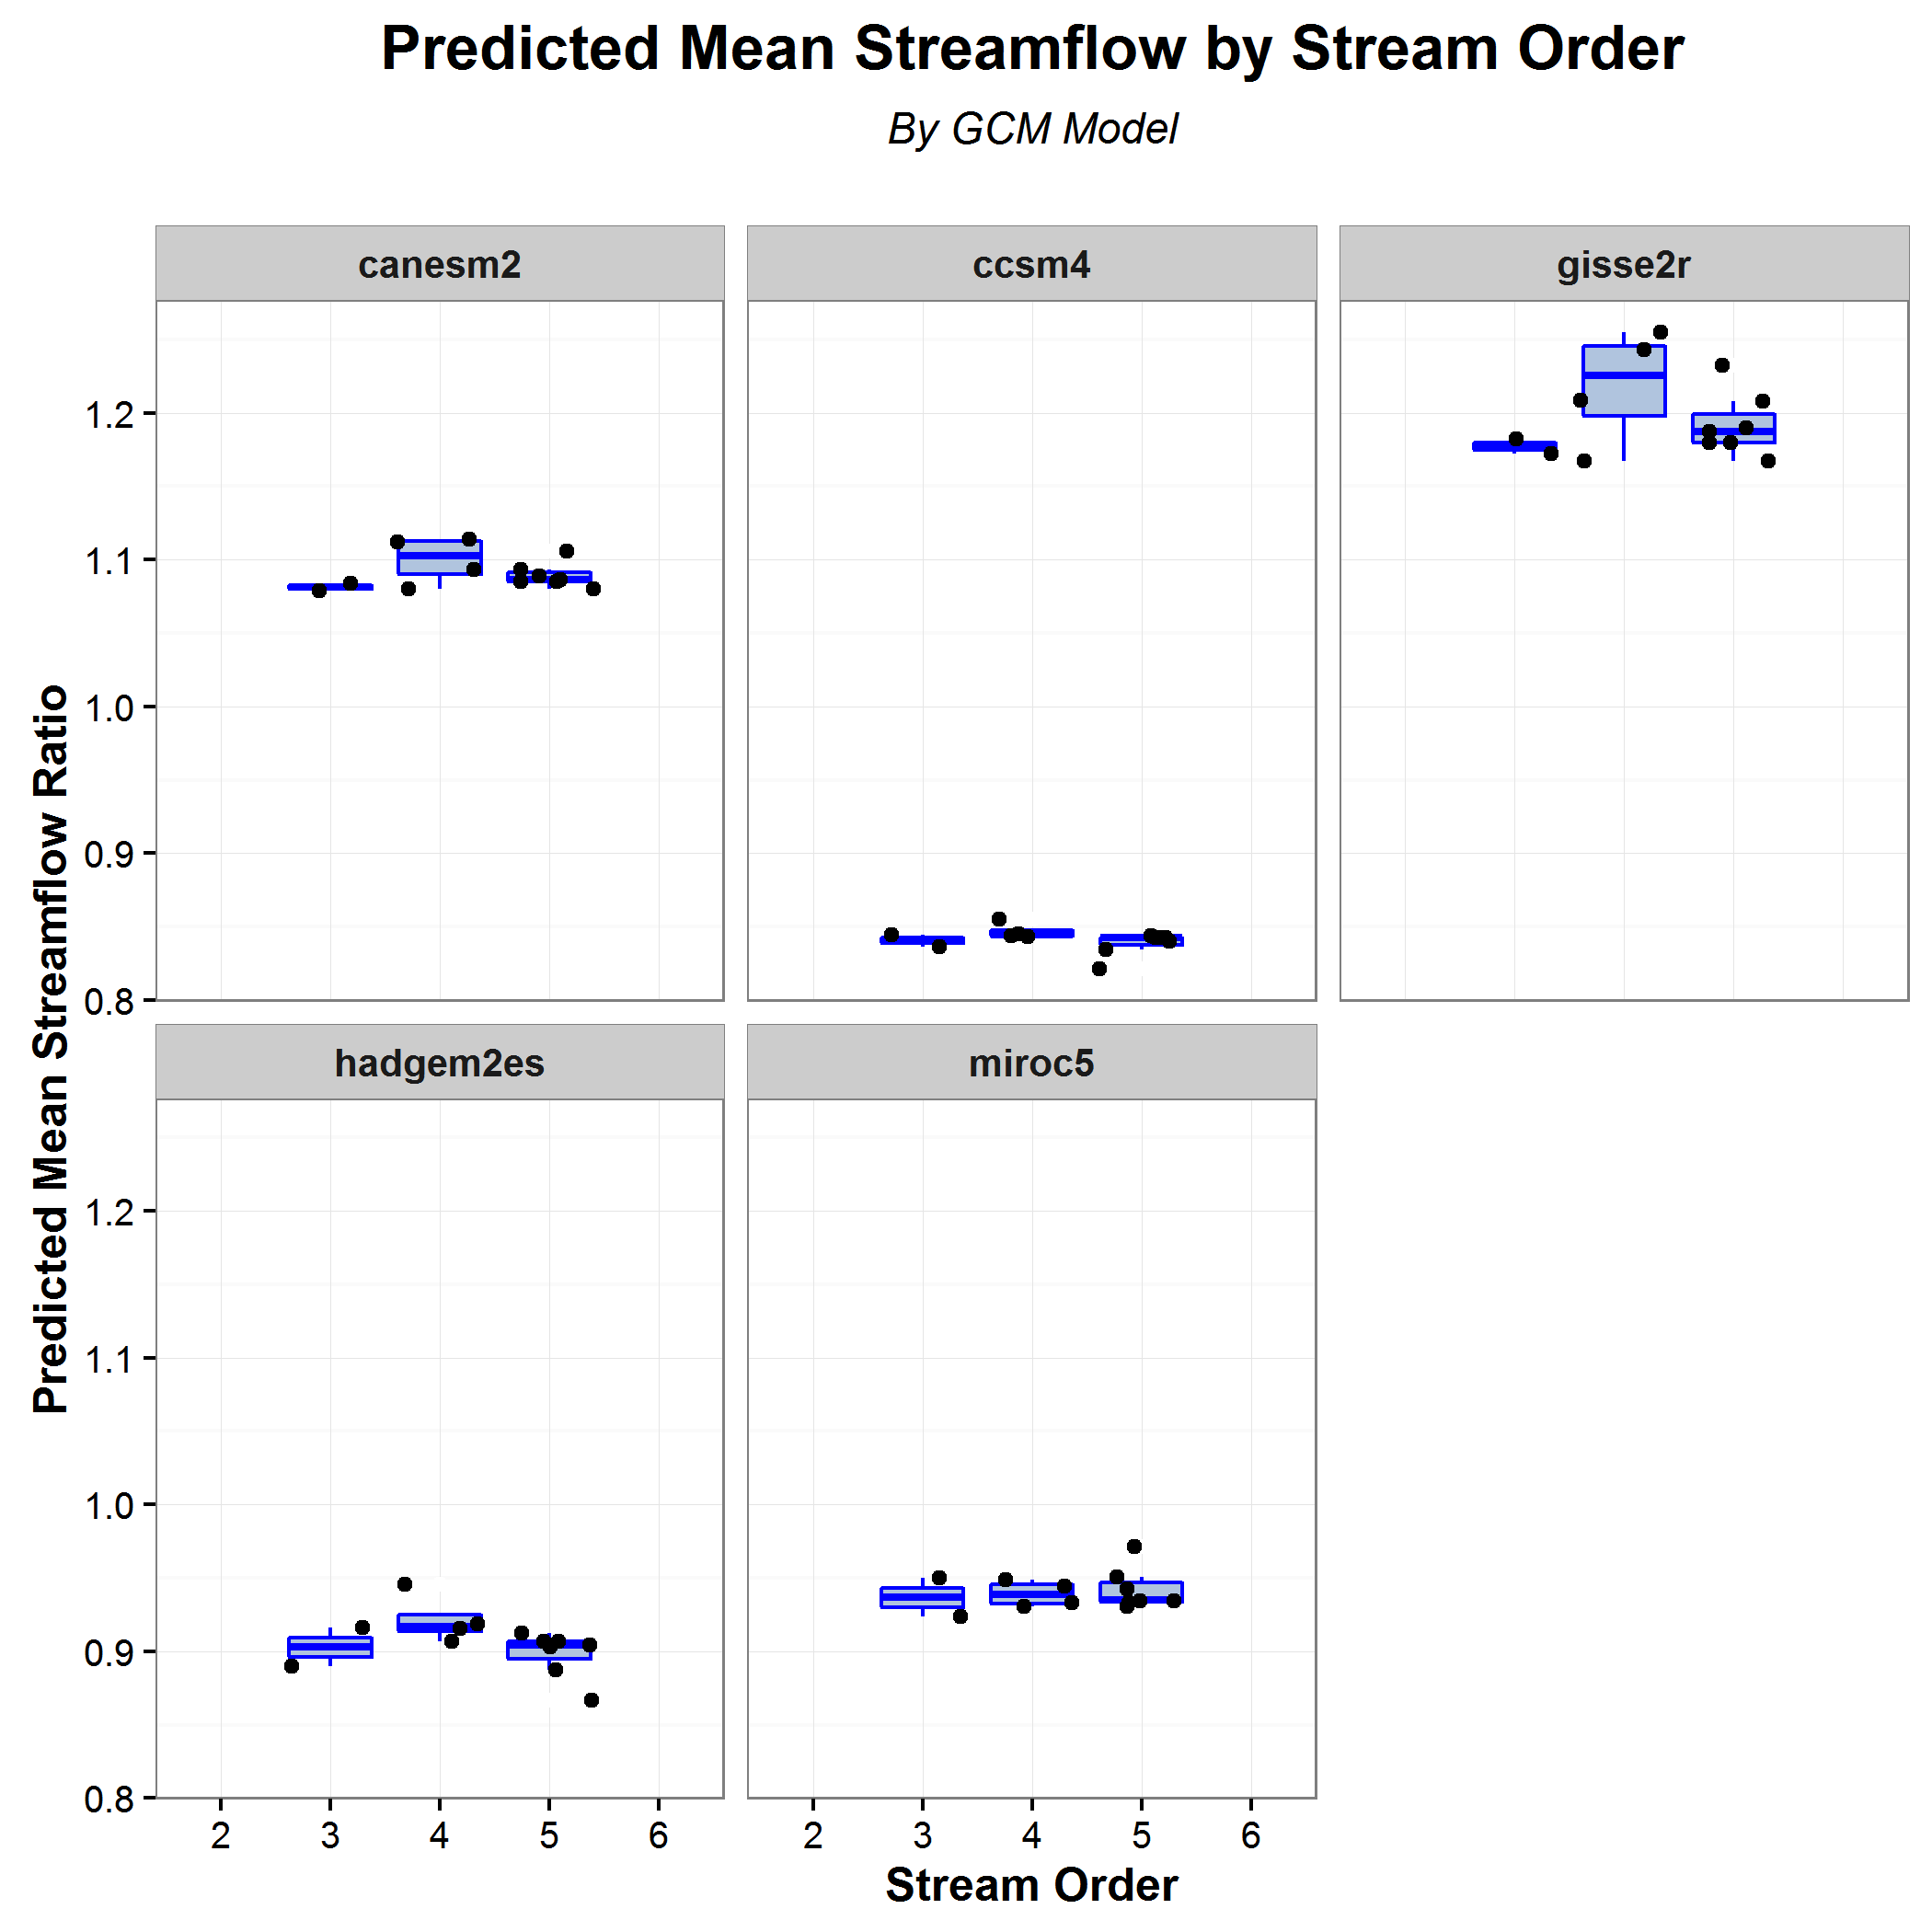 Predicted Mean Streamflow by Stream Order
By GCM Model
canesm2
ccsm4
gisse2r
1.2
1.1
1.0
0.9
0.8
Predicted Mean Streamflow Ratio
hadgem2es
miroc5
1.2
1.1
1.0
0.9
0.8
2 3 4 5 6
2 3 4 5 6
Stream Order